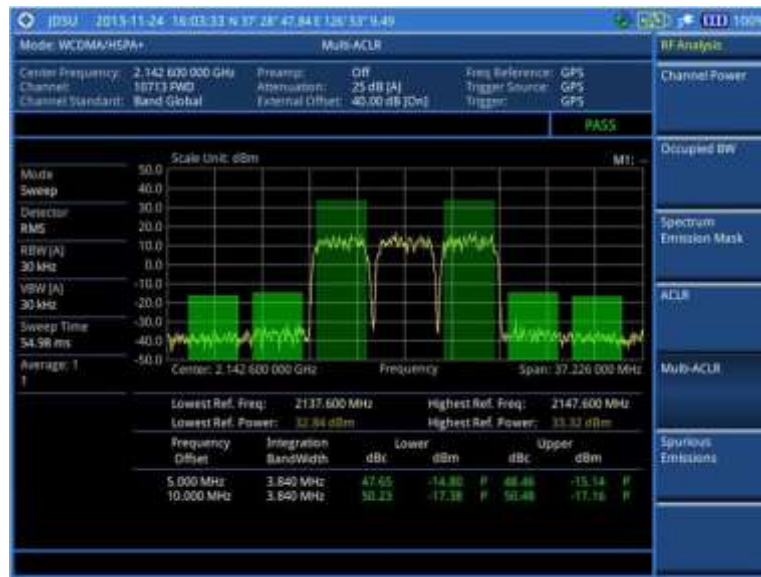 JDSU 2015-11-24 16:03:33 N 37° 28' 47.84 E 126° 53' 9.49
100%
Mode: WCDMA/HSPA+ Multi-ACLR
RF Analysis
Center Frequency: 2.142 600 000 GHz Preamp: Off Freq Reference: GPS
Channel: 10713 FWD Attenuation: 25 dB [A] Trigger Source: GPS
Channel Standard: Band Global External Offset: 40.00 dB [On] Trigger: GPS
Channel Power
PASS
Occupied BW
Scale Unit: dBm M1: --
Mode
Sweep
Detector
RMS
RBW [A]
30 kHz
VBW [A]
30 kHz
Sweep Time
54.98 ms
Average: 1
1
50.0
40.0
30.0
20.0
10.0
0.0
-10.0
-20.0
-30.0
-40.0
-50.0
Center: 2.142 600 000 GHz Frequency Span: 37.226 000 MHz
Spectrum
Emission Mask
ACLR
Multi-ACLR
Spurious
Emissions
Lowest Ref. Freq: 2137.600 MHz Highest Ref. Freq: 2147.600 MHz
Lowest Ref. Power: 32.84 dBm Highest Ref. Power: 33.32 dBm
Frequency Integration Lower Upper
Offset BandWidth dBc dBm dBc dBm
5.000 MHz 3.840 MHz 47.65 -14.80 P 48.46 -15.14 P
10.000 MHz 3.840 MHz 50.23 -17.38 P 50.48 -17.16 P